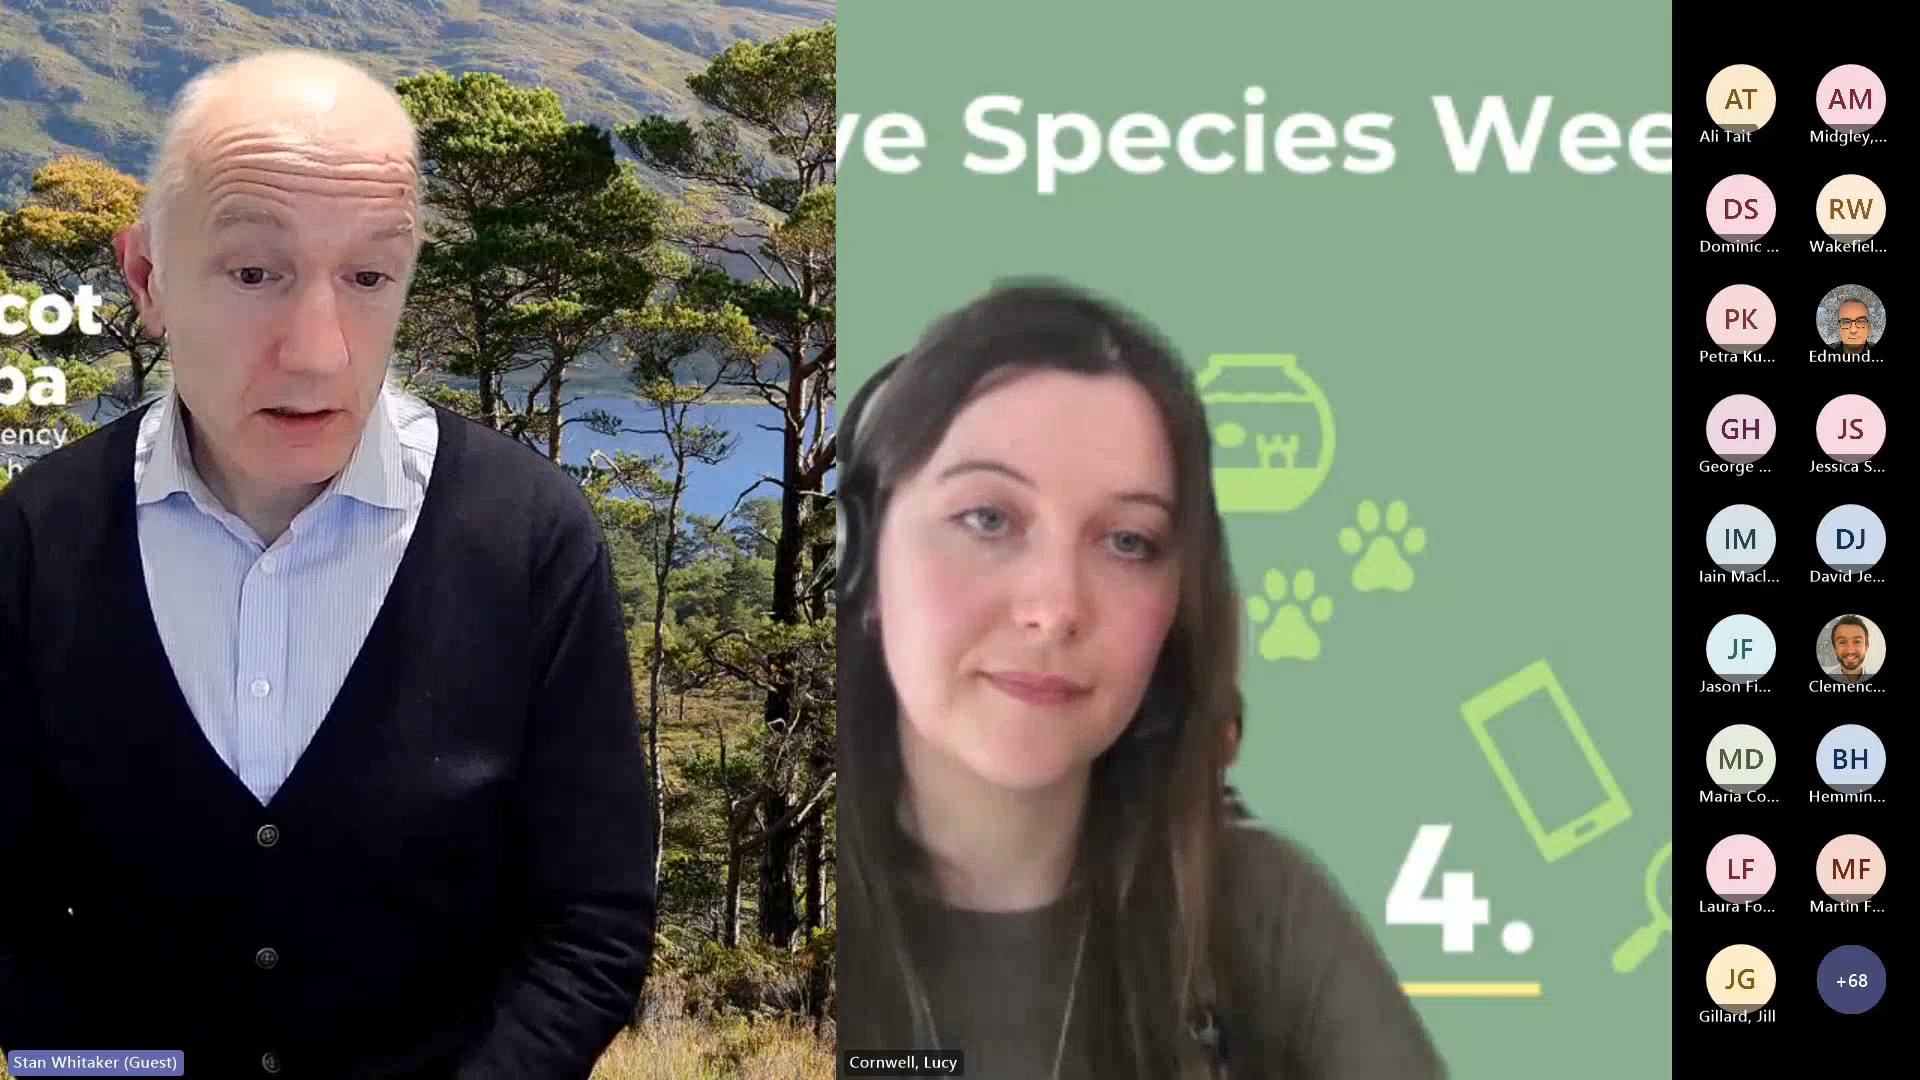 cot
pa
ency
ve Species Wee
4.
Stan Whitaker (Guest)
Cornwell, Lucy
AT
Ali Tait
AM
Midgley,...
DS
Dominic ...
RW
Wakefiel...
PK
Petra Ku...
Edmund...
GH
George ...
JS
Jessica S...
IM
Iain Macl...
DJ
David Je...
JF
Jason Fi...
Clemenc...
MD
Maria Co...
BH
Hemmin...
LF
Laura Fo...
MF
Martin F...
JG
Gillard, Jill
+68